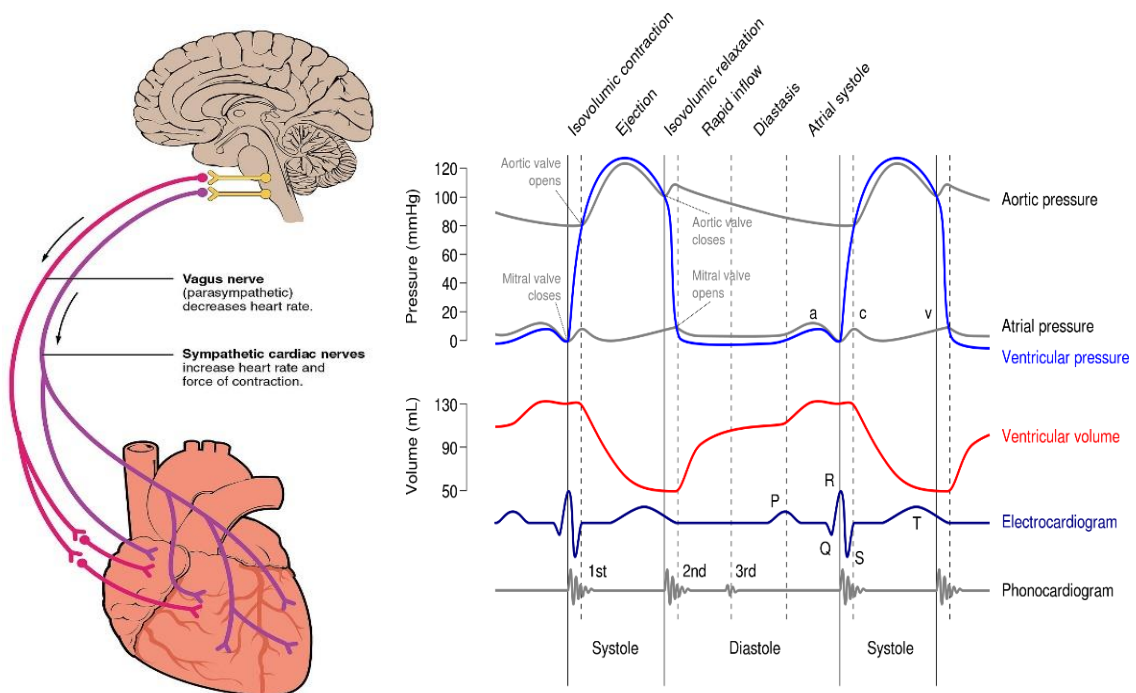 Vagus nerve
(parasympathetic)
decreases heart rate.
Sympathetic cardiac nerves
increase heart rate and
force of contraction.
Isovolumic contraction
Ejection
Isovolumic relaxation
Rapid inflow
Diastasis
Atrial systole
Pressure (mmHg)
120
100
80
60
40
20
0
Aortic valve
opens
Aortic valve
closes
Mitral valve
closes
Mitral valve
opens
a
c
v
Aortic pressure
Atrial pressure
Ventricular pressure
Volume (mL)
130
90
50
Ventricular volume
R
P
Q
S
T
Electrocardiogram
1st
2nd
3rd
Phonocardiogram
Systole
Diastole
Systole